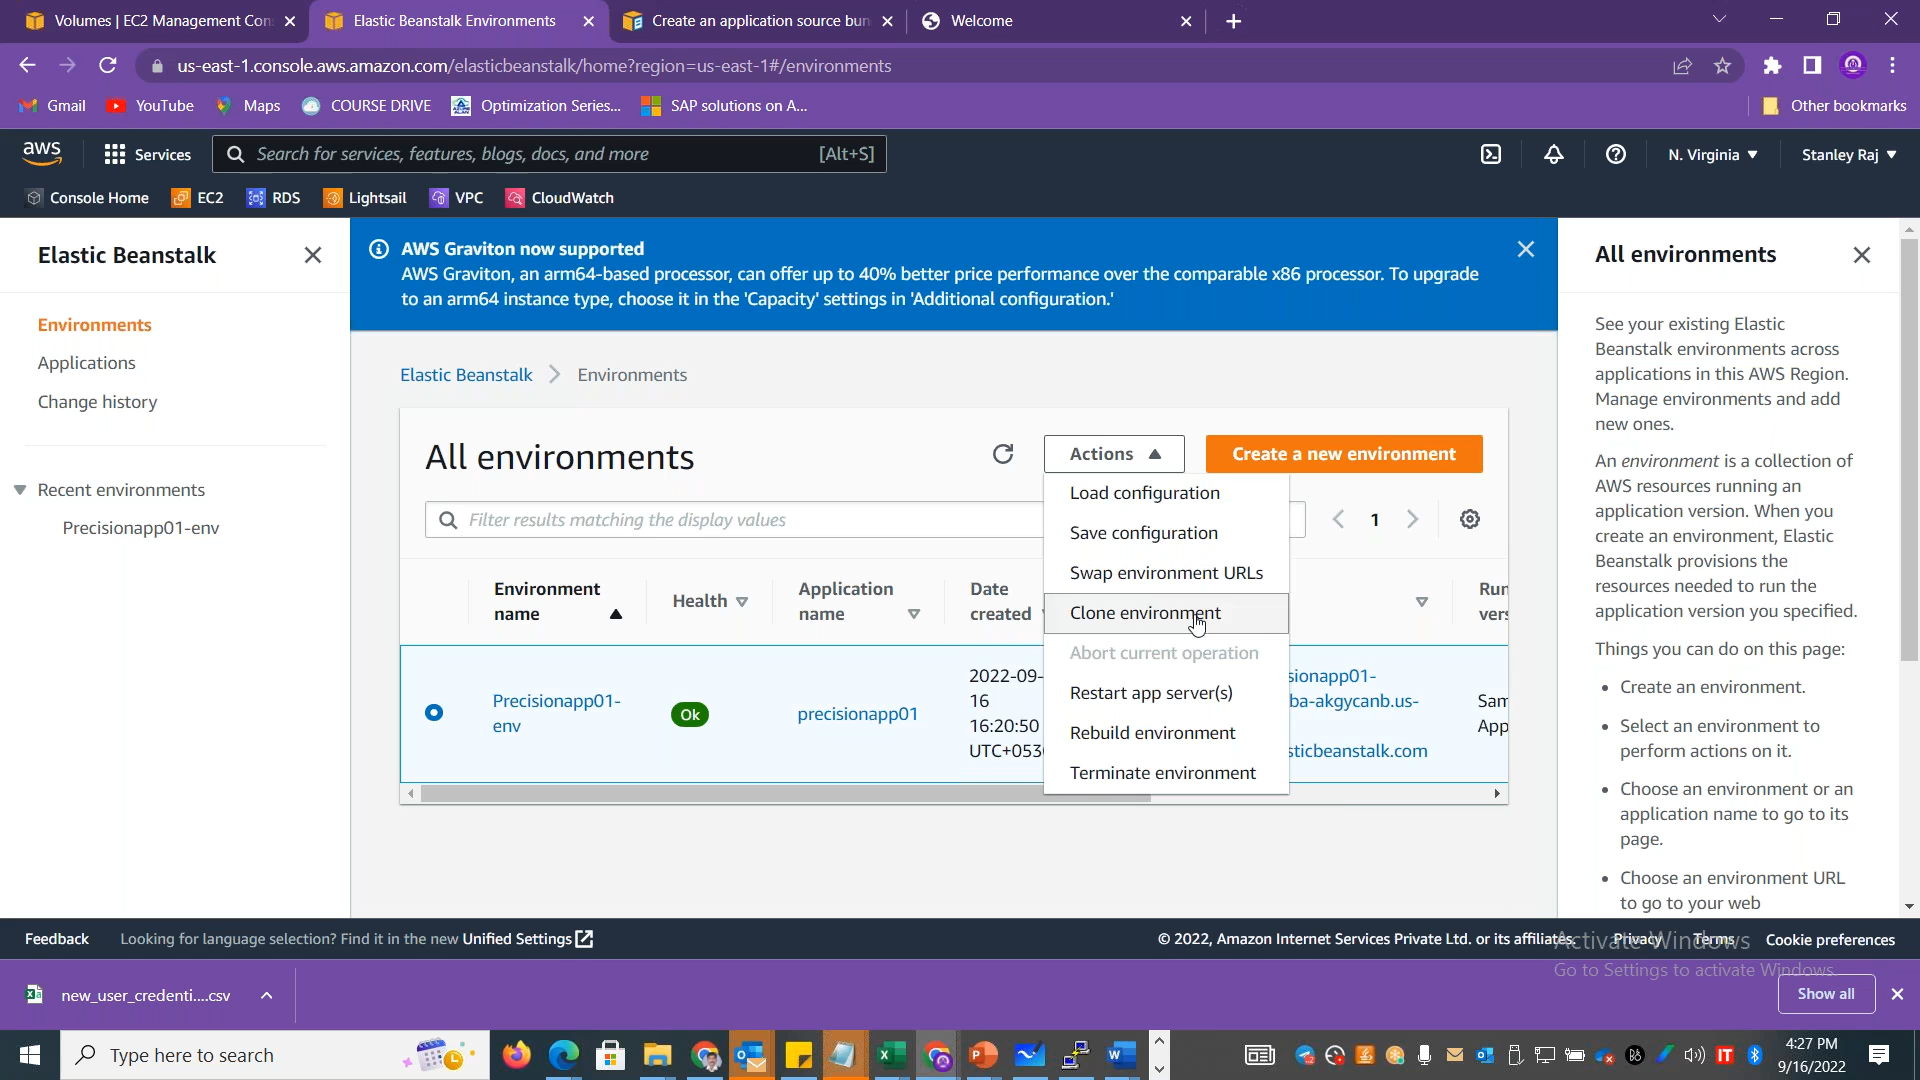 Volumes | EC2 Management Con
Elastic Beanstalk Environments
Create an application source bun
Welcome
us-east-1.console.aws.amazon.com/elasticbeanstalk/home?region=us-east-1#/environments
Gmail
YouTube
Maps
COURSE DRIVE
Optimization Series...
SAP solutions on A...
Other bookmarks
aws
Services
Search for services, features, blogs, docs, and more
[Alt+S]
N. Virginia
Stanley Raj
Console Home
EC2
RDS
Lightsail
VPC
CloudWatch
Elastic Beanstalk
Environments
Applications
Change history
Recent environments
Precisionapp01-env
AWS Graviton now supported
AWS Graviton, an arm64-based processor, can offer up to 40% better price performance over the comparable x86 processor. To upgrade
to an arm64 instance type, choose it in the 'Capacity' settings in 'Additional configuration.'
Elastic Beanstalk
Environments
All environments
Actions
Create a new environment
Filter results matching the display values
1
Load configuration
Save configuration
Swap environment URLs
Clone environment
Abort current operation
Restart app server(s)
Rebuild environment
Terminate environment
Environment
name
Health
Application
name
Date
created
Run
vers
Precisionapp01-
env
Ok
precisionapp01
2022-09-
16
16:20:50
UTC+053
sionapp01-
ba-akgycanb.us-
sticbeanstalk.com
Sam
App
All environments
See your existing Elastic
Beanstalk environments across
applications in this AWS Region.
Manage environments and add
new ones.
An environment is a collection of
AWS resources running an
application version. When you
create an environment, Elastic
Beanstalk provisions the
resources needed to run the
application version you specified.
Things you can do on this page:
• Create an environment.
• Select an environment to
perform actions on it.
• Choose an environment or an
application name to go to its
page.
• Choose an environment URL
to go to your web
Feedback
Looking for language selection? Find it in the new Unified Settings
© 2022, Amazon Internet Services Private Ltd. or its affiliates.
Privacy
Terms
Cookie preferences
Activate Windows
Go to Settings to activate Windows.
new_user_credenti....csv
Show all
Type here to search
4:27 PM
9/16/2022